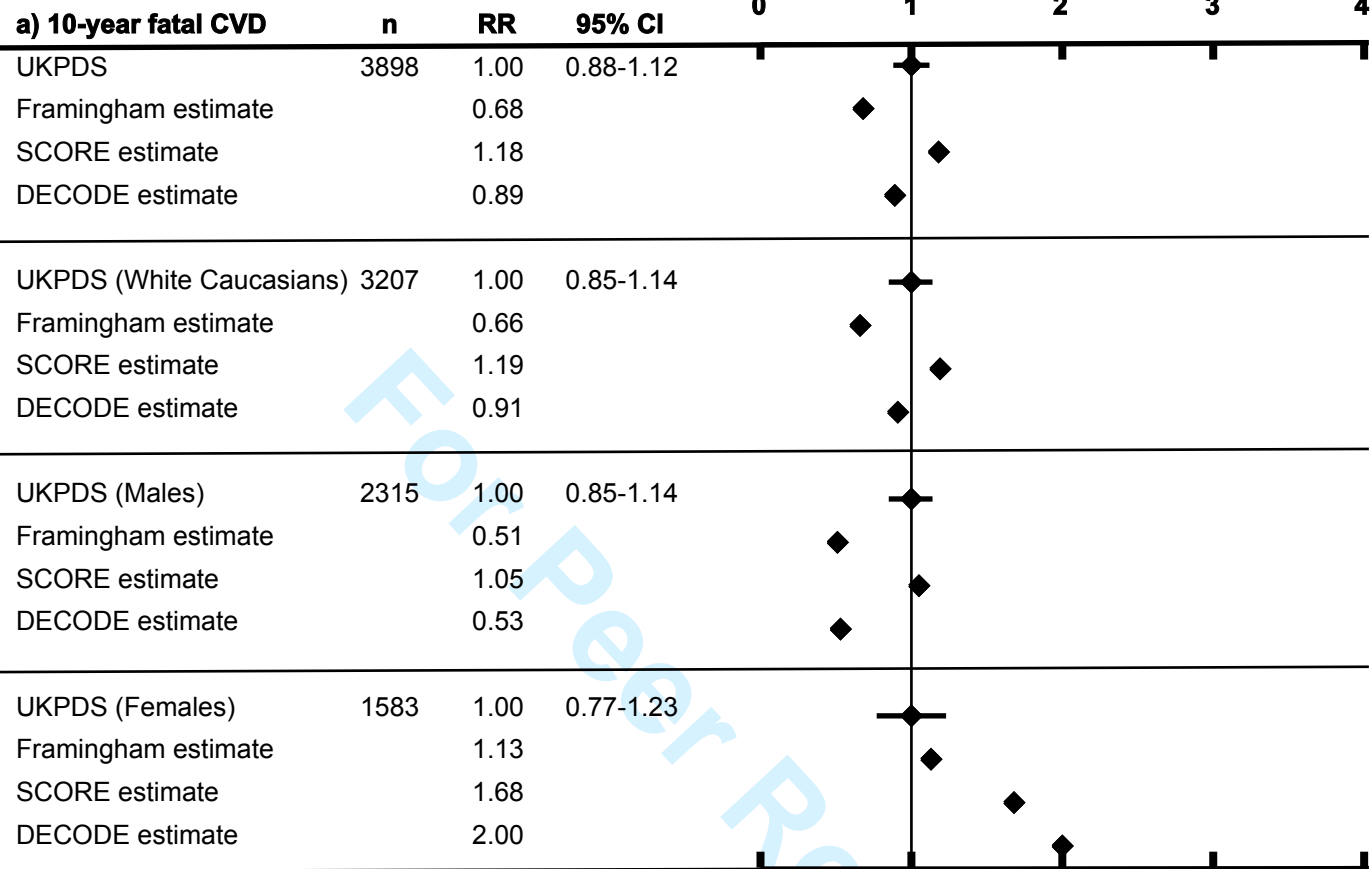 0 1 2 3 4
a) 10-year fatal CVD n RR 95% CI
UKPDS 3898 1.00 0.88-1.12
Framingham estimate 0.68
SCORE estimate 1.18
DECODE estimate 0.89
UKPDS (White Caucasians) 3207 1.00 0.85-1.14
Framingham estimate 0.66
SCORE estimate 1.19
DECODE estimate 0.91
UKPDS (Males) 2315 1.00 0.85-1.14
Framingham estimate 0.51
SCORE estimate 1.05
DECODE estimate 0.53
UKPDS (Females) 1583 1.00 0.77-1.23
Framingham estimate 1.13
SCORE estimate 1.68
DECODE estimate 2.00
For Peer Re